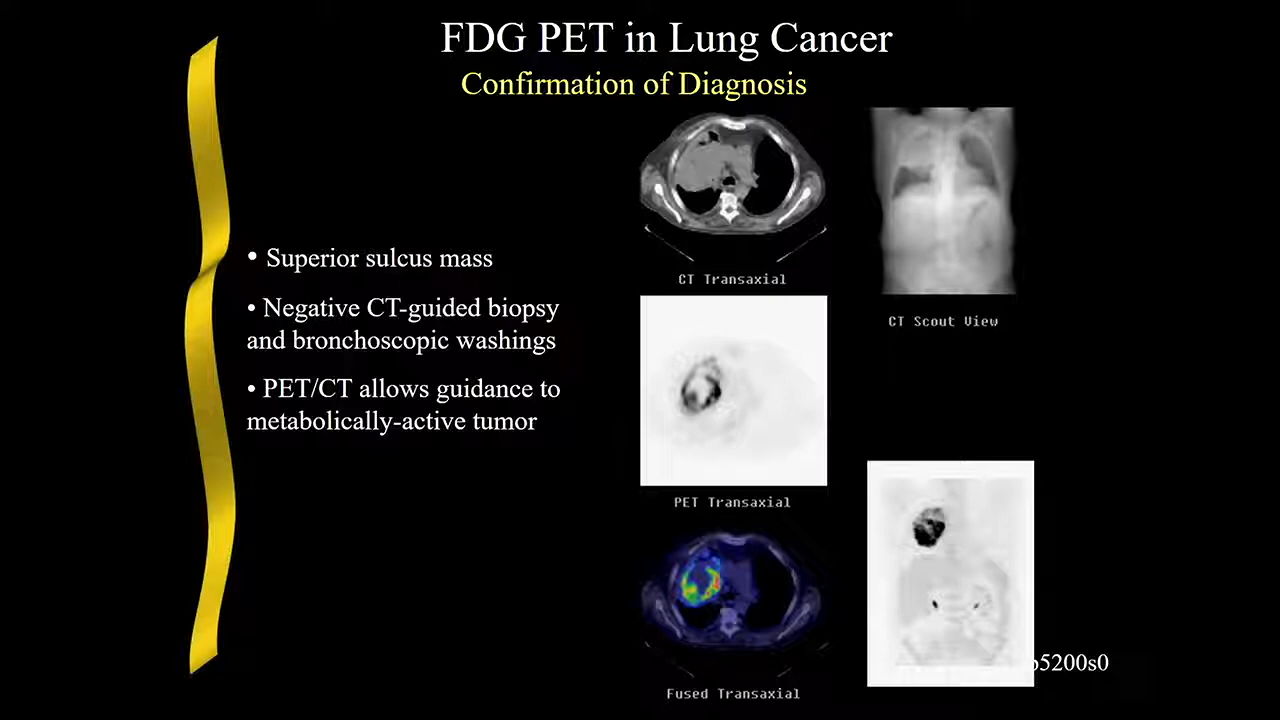 FDG PET in Lung Cancer
Confirmation of Diagnosis
• Superior sulcus mass
• Negative CT-guided biopsy
and bronchoscopic washings
• PET/CT allows guidance to
metabolically-active tumor
CT Transaxial
CT Scout View
PET Transaxial
Fused Transaxial
5200s0